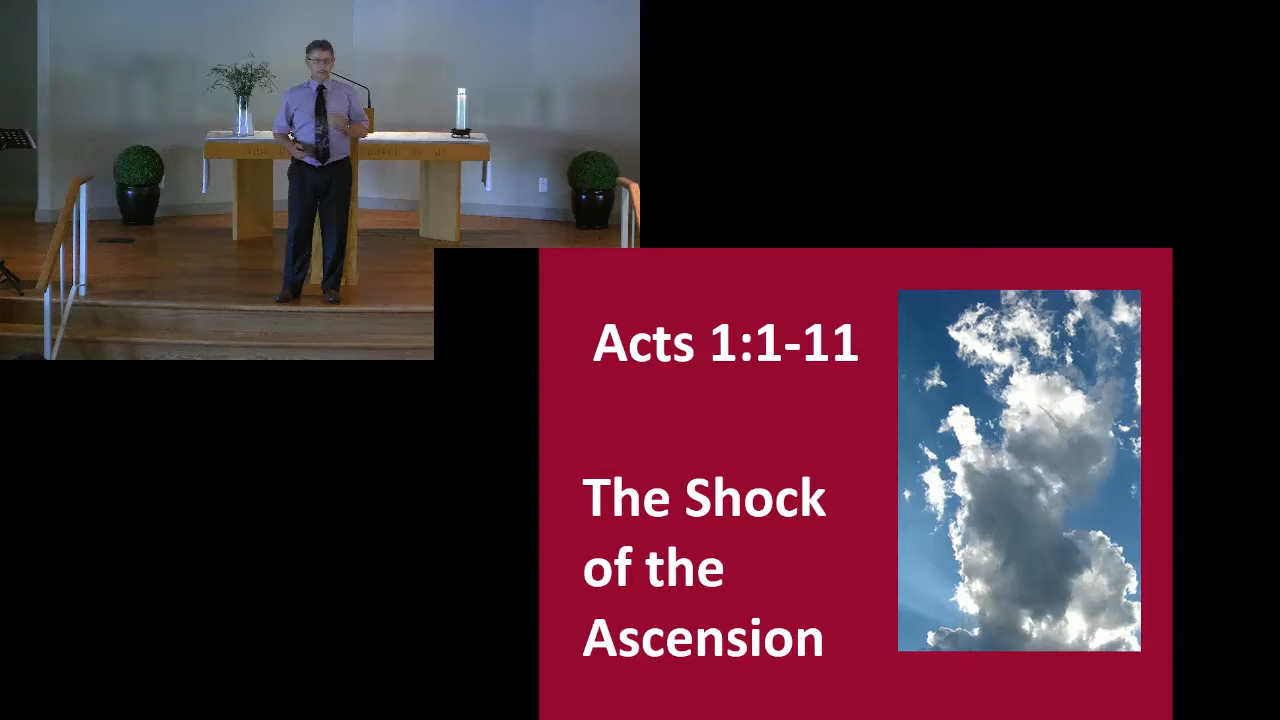 Acts 1:1-11
The Shock
of the
Ascension